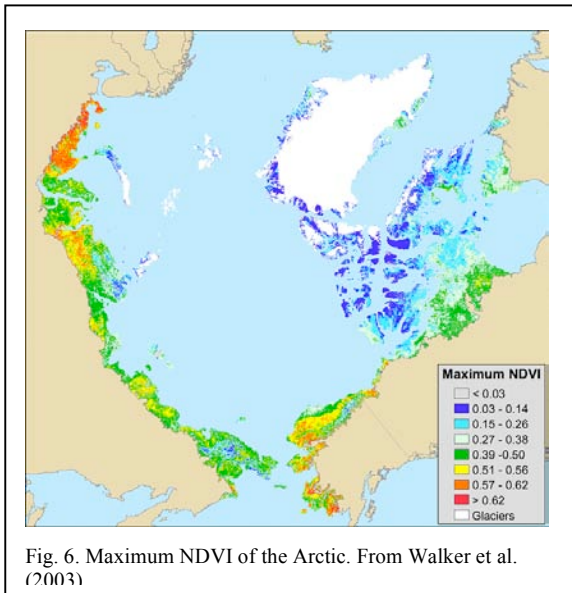 Maximum NDVI
< 0.03
0.03 - 0.14
0.15 - 0.26
0.27 - 0.38
0.39 -0.50
0.51 - 0.56
0.57 - 0.62
> 0.62
Glaciers
Fig. 6. Maximum NDVI of the Arctic. From Walker et al.
(2003)